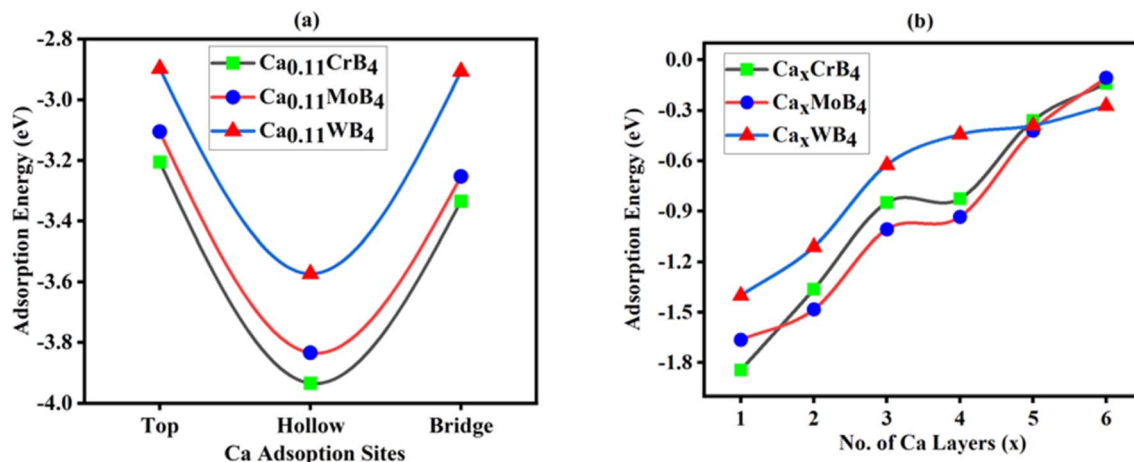 (a)
Adsorption Energy (eV)
-2.8
-3.0
-3.2
-3.4
-3.6
-3.8
-4.0
Ca0.11CrB4
Ca0.11MoB4
Ca0.11WB4
Top Hollow Bridge
Ca Adsoption Sites
(b)
Adsorption Energy (eV)
0.0
-0.3
-0.6
-0.9
-1.2
-1.5
-1.8
CaxCrB4
CaxMoB4
CaxWB4
1 2 3 4 5 6
No. of Ca Layers (x)